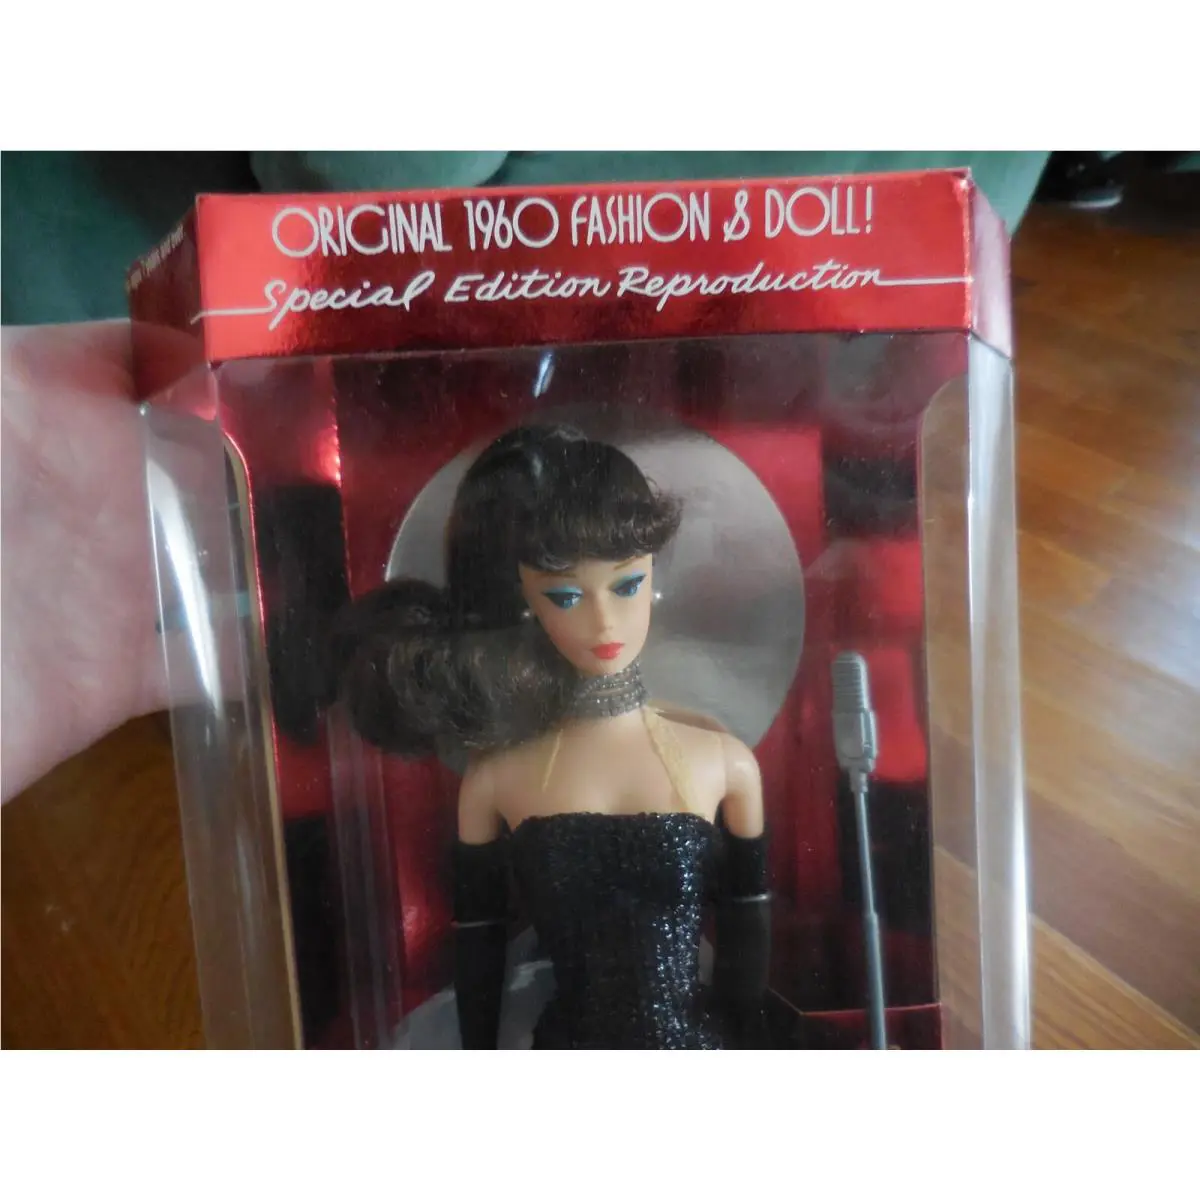 ORIGINAL 1960 FASHION & DOLL!
Special Edition Reproduction